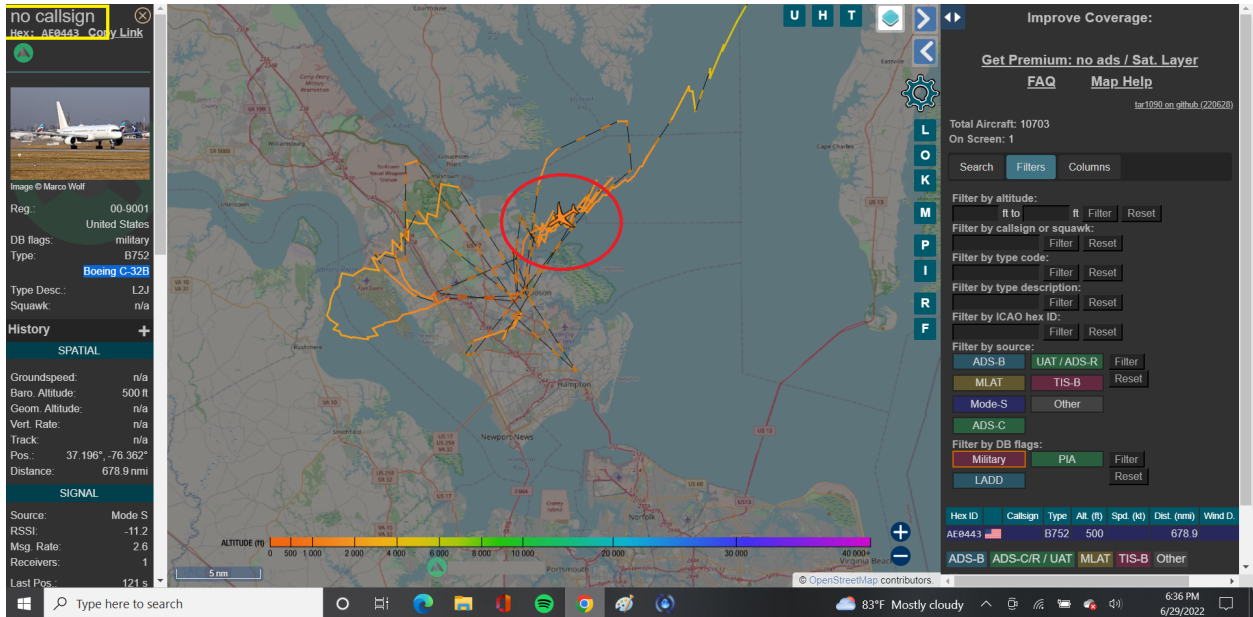 no callsign
Hex: AE0443 Copy Link
Image © Marco Wolf
Reg.: 00-9001
United States
DB flags: military
Type: B752
Boeing C-32B
Type Desc.: L2J
Squawk: n/a
History +
SPATIAL
Groundspeed: n/a
Baro. Altitude: 500 ft
Geom. Altitude: n/a
Vert. Rate: n/a
Track: n/a
Pos.: 37.196°, -76.362°
Distance: 678.9 nmi
SIGNAL
Source: Mode S
RSSI: -11.2
Msg. Rate: 2.6
Receivers: 1
Last Pos.: 121 s
U H T
L
O
K
M
P
I
R
F
Williamsburg
Gloucester Point
Eastville
Cape Charles
Rushmere
Hampton
Smithfield
Newport News
Norfolk
Portsmouth
Virginia Beach
ALTITUDE (ft)
0 500 1 000 2 000 4 000 6 000 8 000 10 000 20 000 30 000 40 000+
5 nm
© OpenStreetMap contributors.
Improve Coverage:
Get Premium: no ads / Sat. Layer
FAQ Map Help
tar1090 on github (220628)
Total Aircraft: 10703
On Screen: 1
Search Filters Columns
Filter by altitude:
ft to ft Filter Reset
Filter by callsign or squawk:
Filter Reset
Filter by type code:
Filter Reset
Filter by type description:
Filter Reset
Filter by ICAO hex ID:
Filter Reset
Filter by source:
ADS-B UAT / ADS-R Filter
MLAT TIS-B Reset
Mode-S Other
ADS-C
Filter by DB flags:
Military PIA Filter
LADD Reset
Hex ID Callsign Type Alt. (ft) Spd. (kt) Dist. (nmi) Wind D.
AE0443 B752 500 678.9
ADS-B ADS-C/R / UAT MLAT TIS-B Other
Type here to search
83°F Mostly cloudy
6:36 PM
6/29/2022